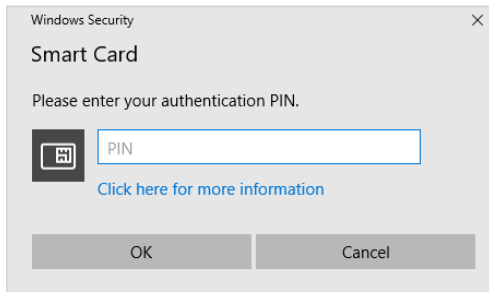 Windows Security
Smart Card
Please enter your authentication PIN.
PIN
Click here for more information
OK
Cancel